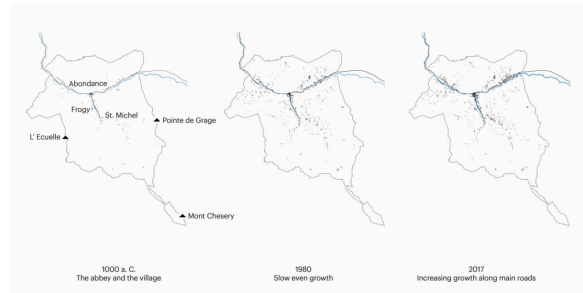 Abondance
Frogy
St. Michel
Pointe de Grage
L' Ecuelle
Mont Chesery
1000 a. C.
The abbey and the village
1980
Slow even growth
2017
Increasing growth along main roads